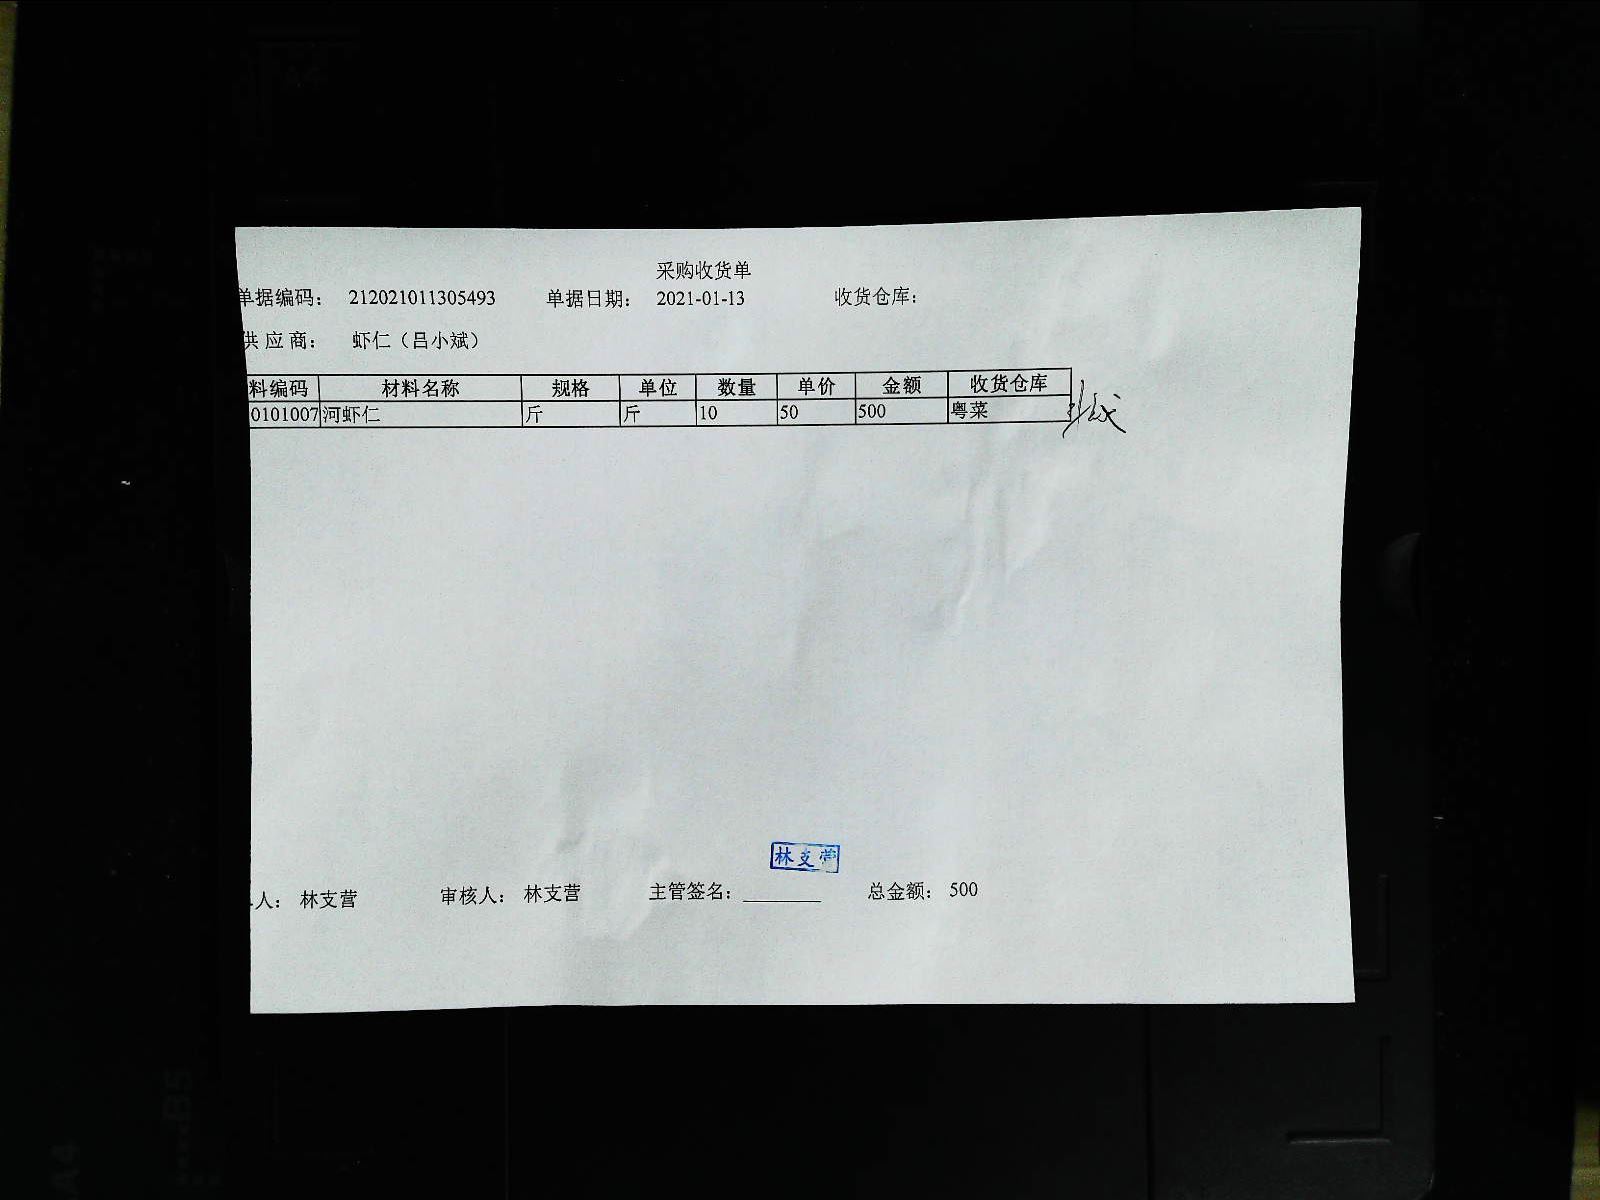 采购收货单
单据编码： 212021011305493 单据日期： 2021-01-13 收货仓库：
供应商： 虾仁（吕小斌）
料编码 材料名称 规格 单位 数量 单价 金额 收货仓库
0101007 河虾仁 斤 斤 10 50 500 粤菜
林支营
人： 林支营 审核人： 林支营 主管签名： 总金额： 500